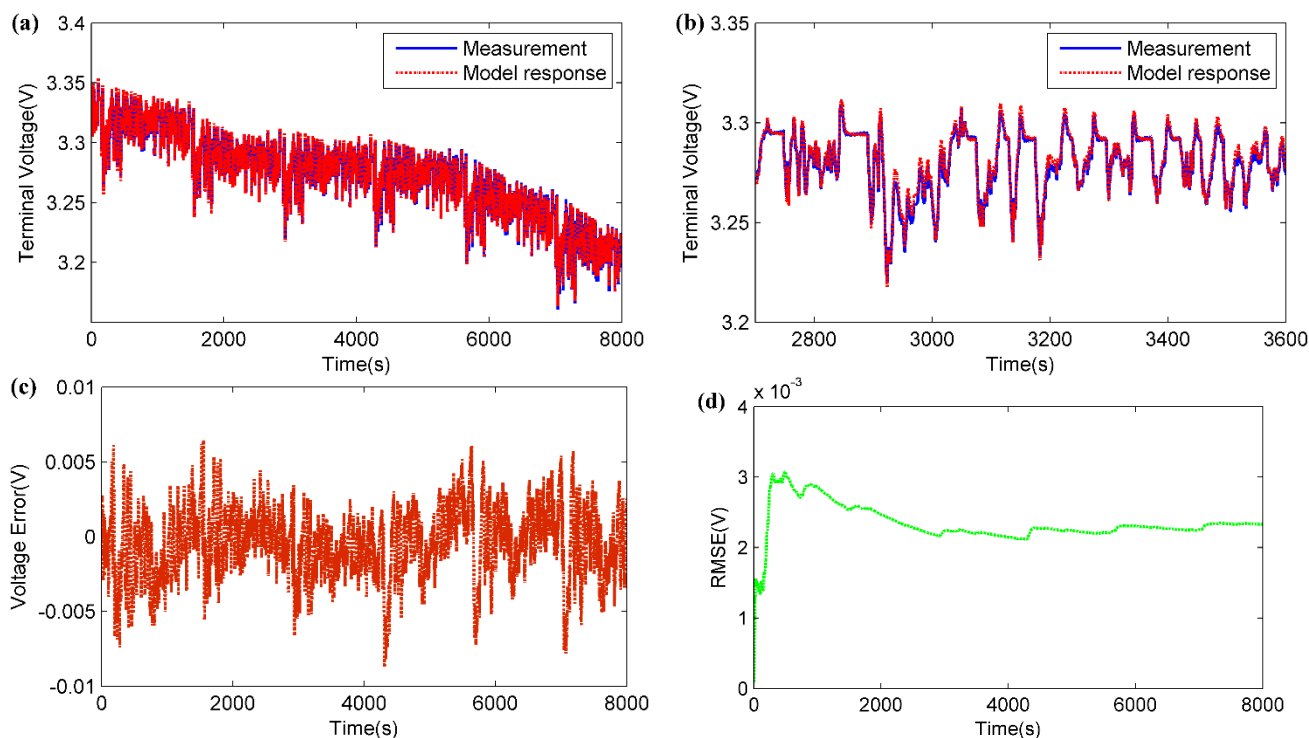 (a)
3.4
3.35
3.3
3.25
3.2
Terminal Voltage(V)
Measurement
Model response
0
2000
4000
6000
8000
Time(s)
(b)
3.35
3.3
3.25
3.2
Terminal Voltage(V)
Measurement
Model response
2800
3000
3200
3400
3600
Time(s)
(c)
0.01
0.005
0
-0.005
-0.01
Voltage Error(V)
0
2000
4000
6000
8000
Time(s)
(d)
x 10⁻³
4
3
2
1
0
RMSE(V)
0
2000
4000
6000
8000
Time(s)